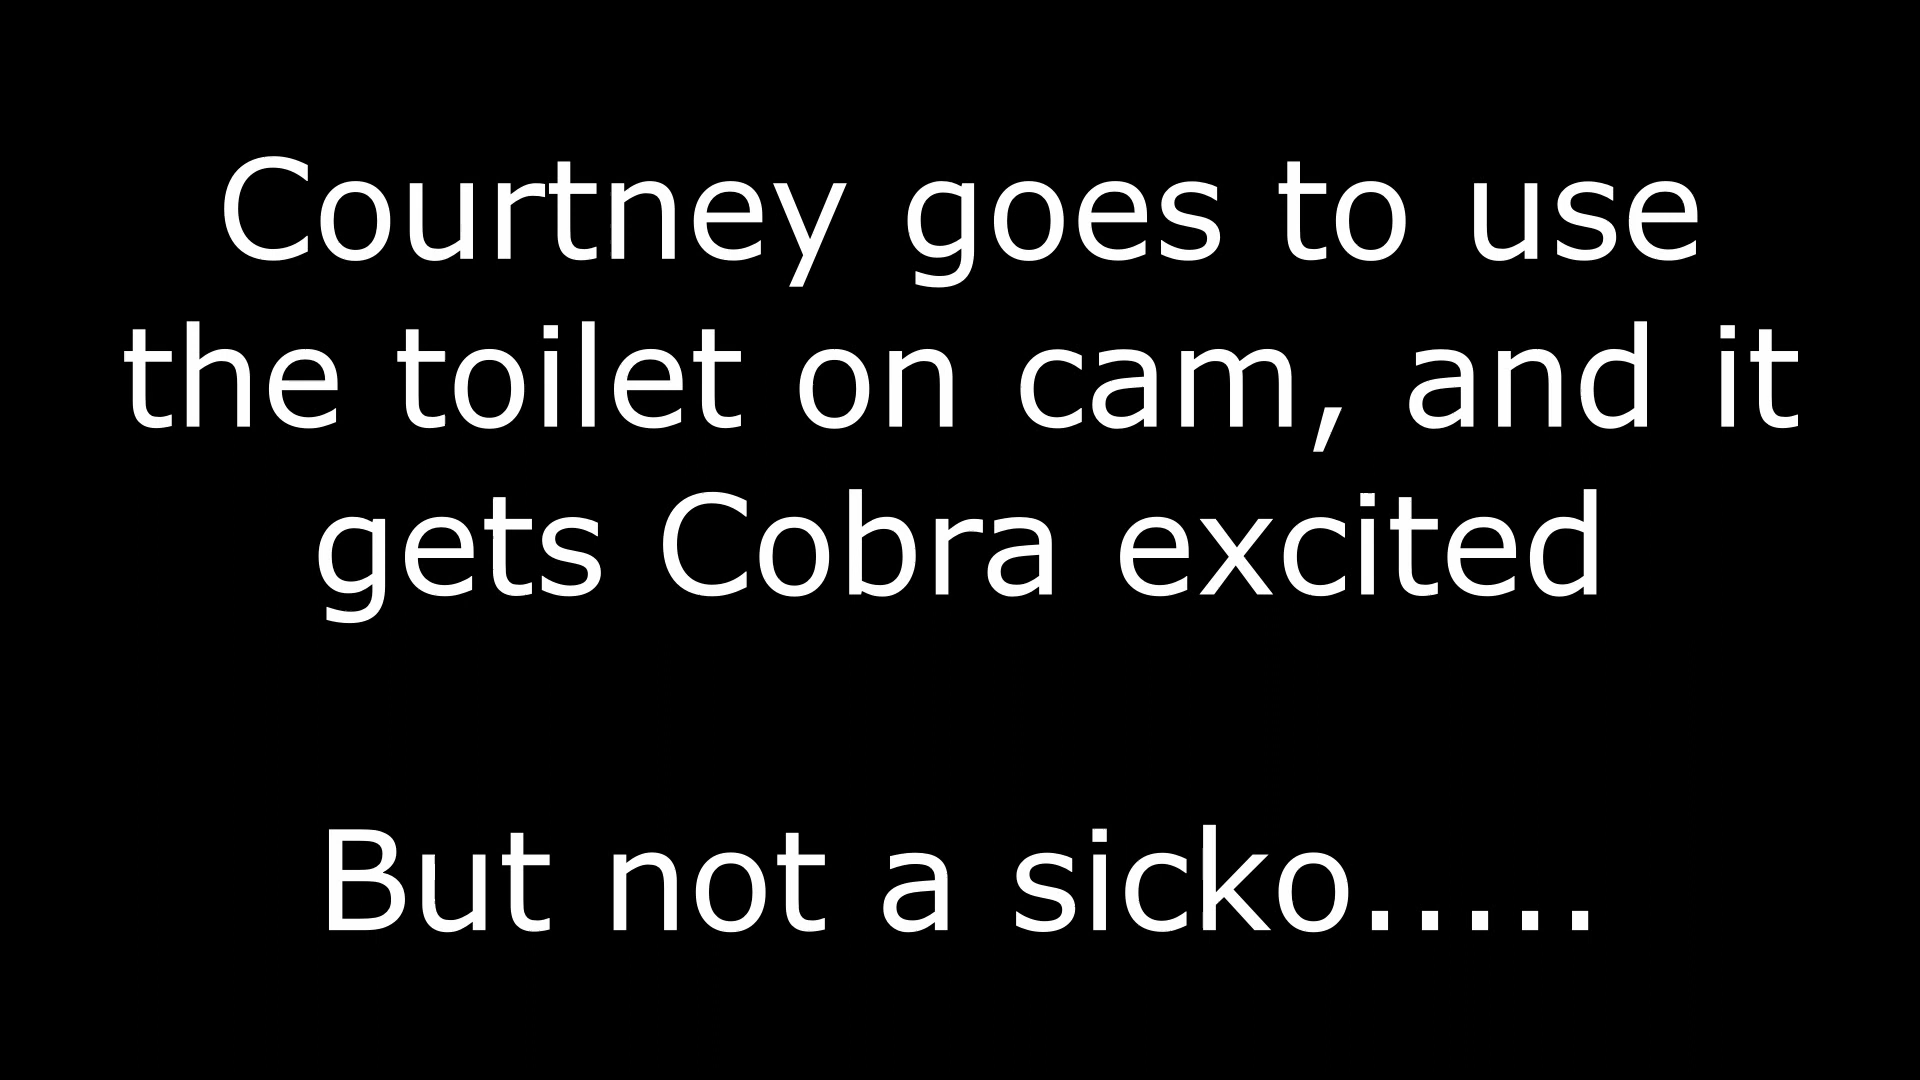 Courtney goes to use
the toilet on cam, and it
gets Cobra excited
But not a sicko.....